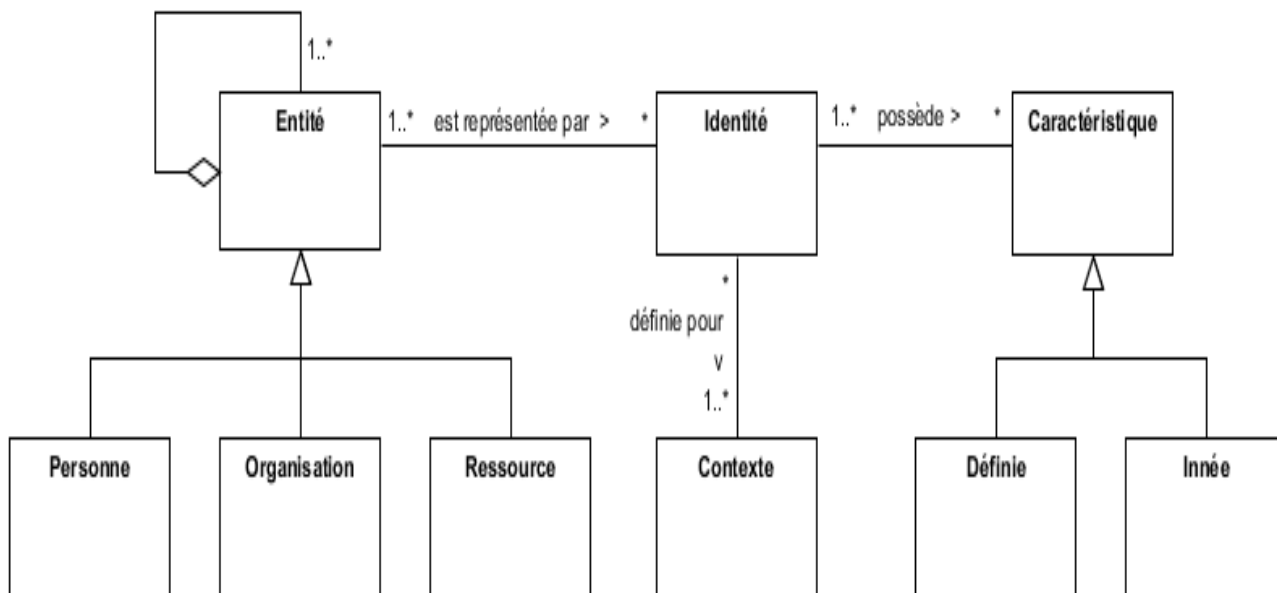 1..*
Entité
1..* est représentée par > *
Identité
1..* possède > *
Caractéristique
*
définie pour
v
1..*
Personne
Organisation
Ressource
Contexte
Définie
Innée